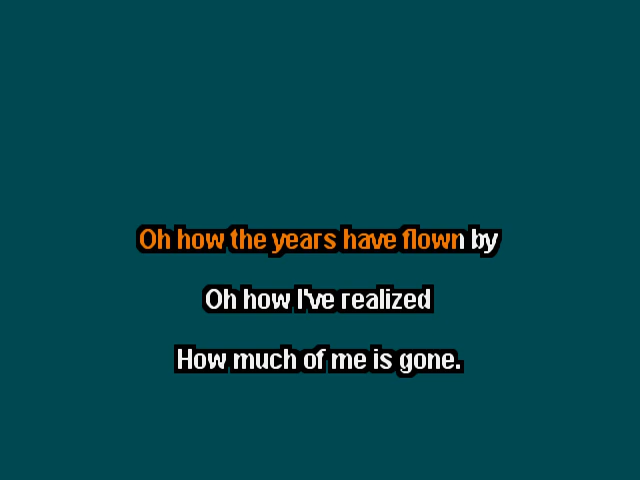 Oh how the years have flown by
Oh how I've realized
How much of me is gone.